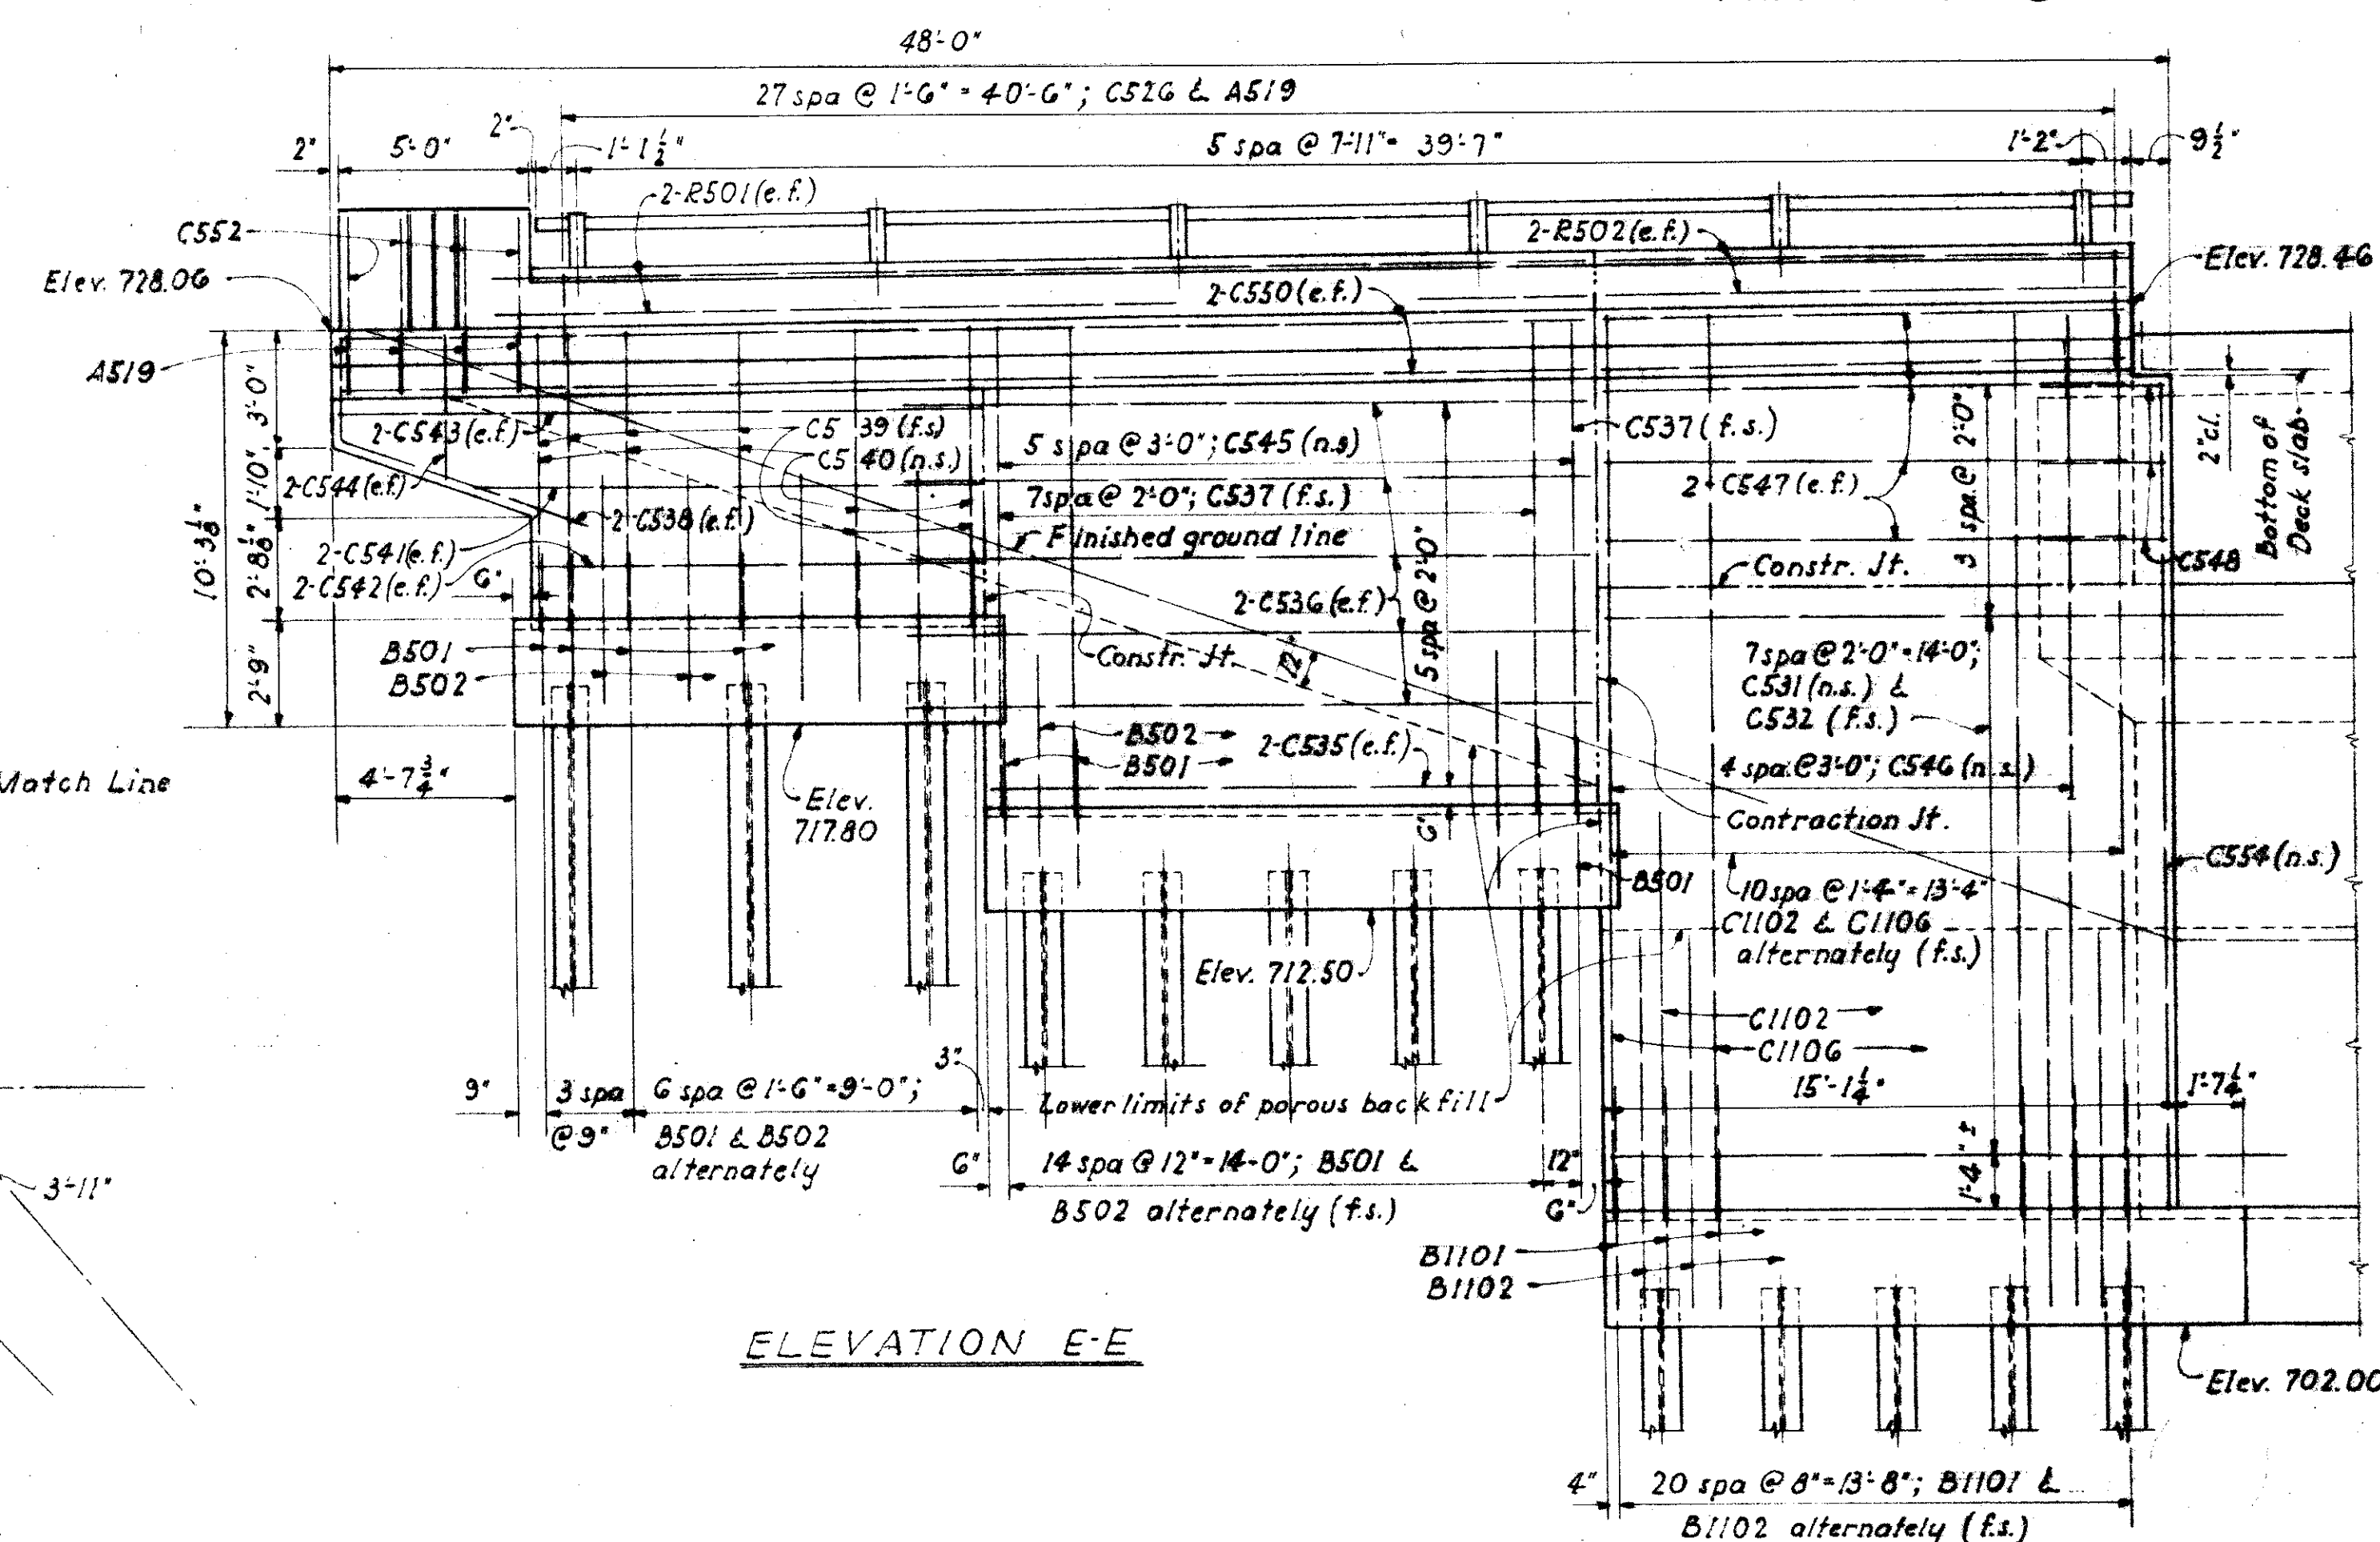 48'-0"
27 spa @ 1'-6" = 40'-6"; C526 & A519
2"
5'-0"
2"
1'-1½"
5 spa @ 7'-11" = 39'-7"
1'-2"
9½"
2-R501 (e.f.)
C552
2-R502 (e.f.)
Elev. 728.06
Elev. 728.46
2-C550 (e.f.)
A519
3'-0"
2-C543 (e.f.)
C539 (f.s)
C540 (n.s.)
5 spa @ 3'-0"; C545 (n.s)
C537 (f.s.)
3 spa. @ 2'-0"
2"cl.
Bottom of
Deck slab
2-C544 (e.f.)
1'-10"
7spa @ 2'-0"; C537 (f.s.)
2-C547 (e.f.)
2-C538 (e.f.)
Finished ground line
10'-3⅛"
2'-8⅛"
2-C541 (e.f.)
2-C542 (e.f.)
6"
Constr. Jt.
C548
2-C536 (e.f.)
5 spa @ 2'-0"
B501
B502
2'-9"
Constr. Jt.
12"
7spa @ 2'-0" = 14'-0";
C531 (n.s.) &
C532 (f.s.)
B502
B501
2-C535 (e.f.)
4 spa. @ 3'-0"; C546 (n.s.)
Match Line
4'-7¾"
Elev.
717.80
6"
Contraction Jt.
C554 (n.s.)
B501
10 spa @ 1'-4" = 13'-4"
C1102 & C1106
alternately (f.s.)
Elev. 712.50
C1102
C1106
9"
3 spa
@ 9"
6 spa @ 1'-6" = 9'-0";
B501 & B502
alternately
3"
Lower limits of porous backfill
15'-1¼"
1'-7¼"
3'-11"
6"
14 spa @ 12" = 14'-0"; B501 &
B502 alternately (f.s.)
12"
6"
1'-4" ±
B1101
B1102
ELEVATION E-E
Elev. 702.00
4"
20 spa @ 8" = 13'-8"; B1101 &
B1102 alternately (f.s.)